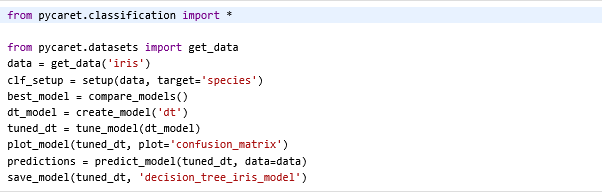 from pycaret.classification import *
from pycaret.datasets import get_data
data = get_data('iris')
clf_setup = setup(data, target='species')
best_model = compare_models()
dt_model = create_model('dt')
tuned_dt = tune_model(dt_model)
plot_model(tuned_dt, plot='confusion_matrix')
predictions = predict_model(tuned_dt, data=data)
save_model(tuned_dt, 'decision_tree_iris_model')